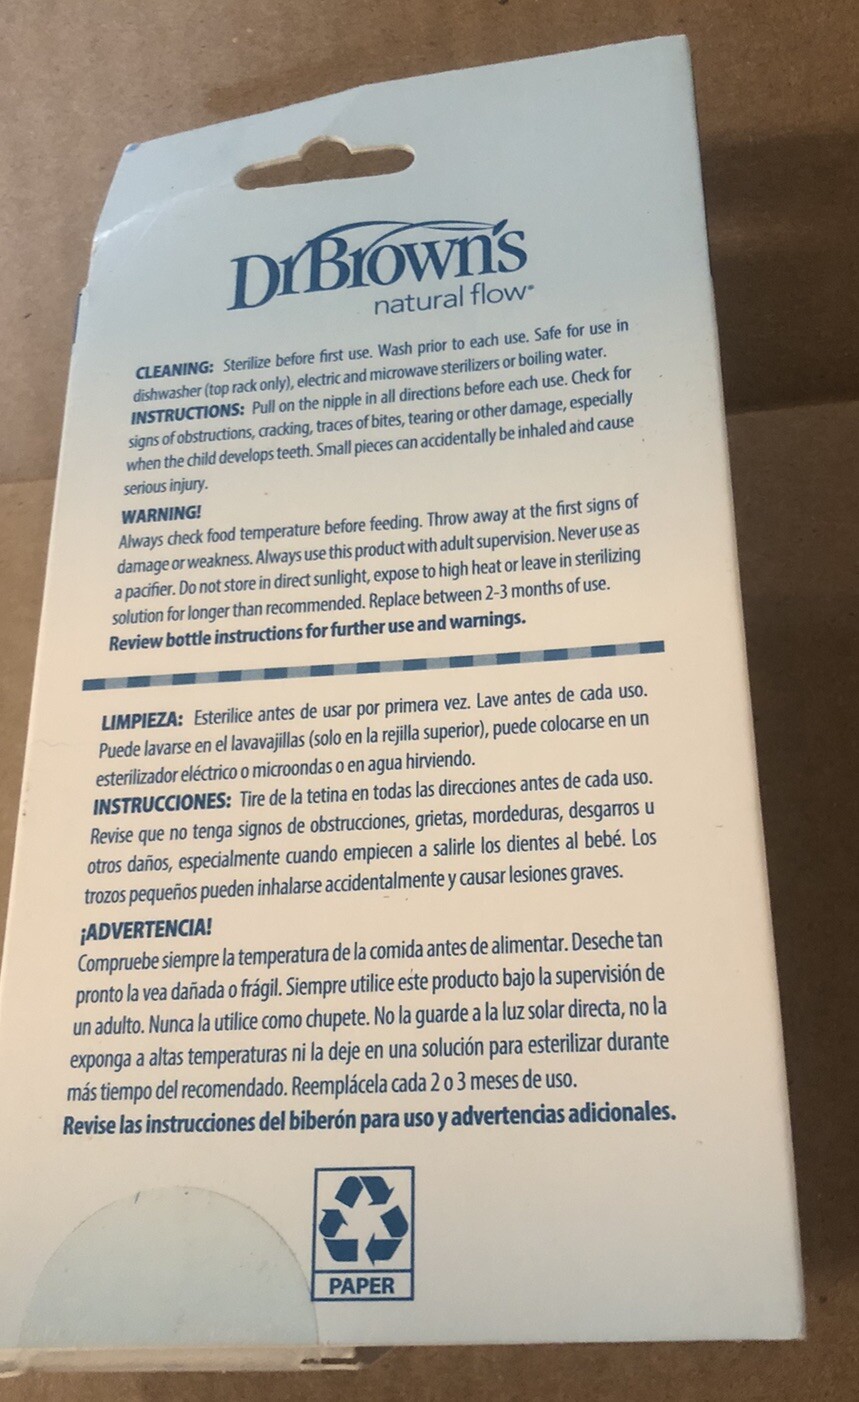 Dr Brown's
natural flow®
CLEANING: Sterilize before first use. Wash prior to each use. Safe for use in
dishwasher (top rack only), electric and microwave sterilizers or boiling water.
INSTRUCTIONS: Pull on the nipple in all directions before each use. Check for
signs of obstructions, cracking, traces of bites, tearing or other damage, especially
when the child develops teeth. Small pieces can accidentally be inhaled and cause
serious injury.
WARNING!
Always check food temperature before feeding. Throw away at the first signs of
damage or weakness. Always use this product with adult supervision. Never use as
a pacifier. Do not store in direct sunlight, expose to high heat or leave in sterilizing
solution for longer than recommended. Replace between 2-3 months of use.
Review bottle instructions for further use and warnings.
LIMPIEZA: Esterilice antes de usar por primera vez. Lave antes de cada uso.
Puede lavarse en el lavavajillas (solo en la rejilla superior), puede colocarse en un
esterilizador eléctrico o microondas o en agua hirviendo.
INSTRUCCIONES: Tire de la tetina en todas las direcciones antes de cada uso.
Revise que no tenga signos de obstrucciones, grietas, mordeduras, desgarros u
otros daños, especialmente cuando empiecen a salirle los dientes al bebé. Los
trozos pequeños pueden inhalarse accidentalmente y causar lesiones graves.
¡ADVERTENCIA!
Compruebe siempre la temperatura de la comida antes de alimentar. Deseche tan
pronto la vea dañada o frágil. Siempre utilice este producto bajo la supervisión de
un adulto. Nunca la utilice como chupete. No la guarde a la luz solar directa, no la
exponga a altas temperaturas ni la deje en una solución para esterilizar durante
más tiempo del recomendado. Reemplácela cada 2 o 3 meses de uso.
Revise las instrucciones del biberón para uso y advertencias adicionales.
PAPER